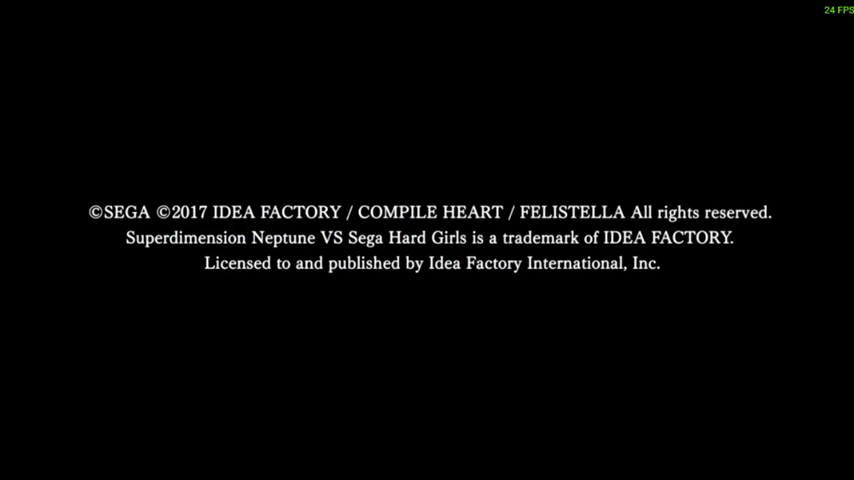 24 FPS
©SEGA ©2017 IDEA FACTORY / COMPILE HEART / FELISTELLA All rights reserved.
Superdimension Neptune VS Sega Hard Girls is a trademark of IDEA FACTORY.
Licensed to and published by Idea Factory International, Inc.